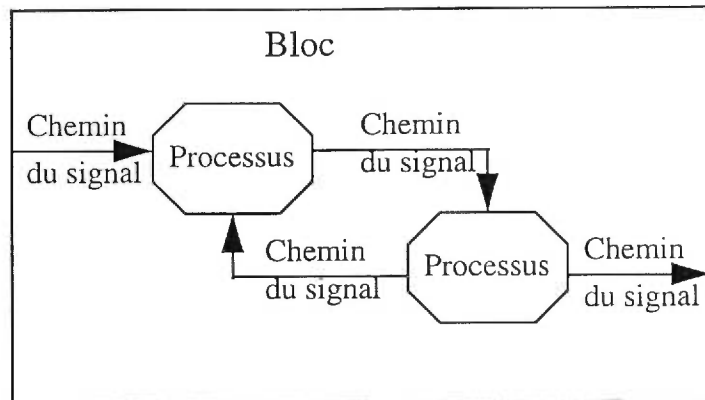 Bloc
Chemin
du signal
Processus
Chemin
du signal
Chemin
du signal
Processus
Chemin
du signal